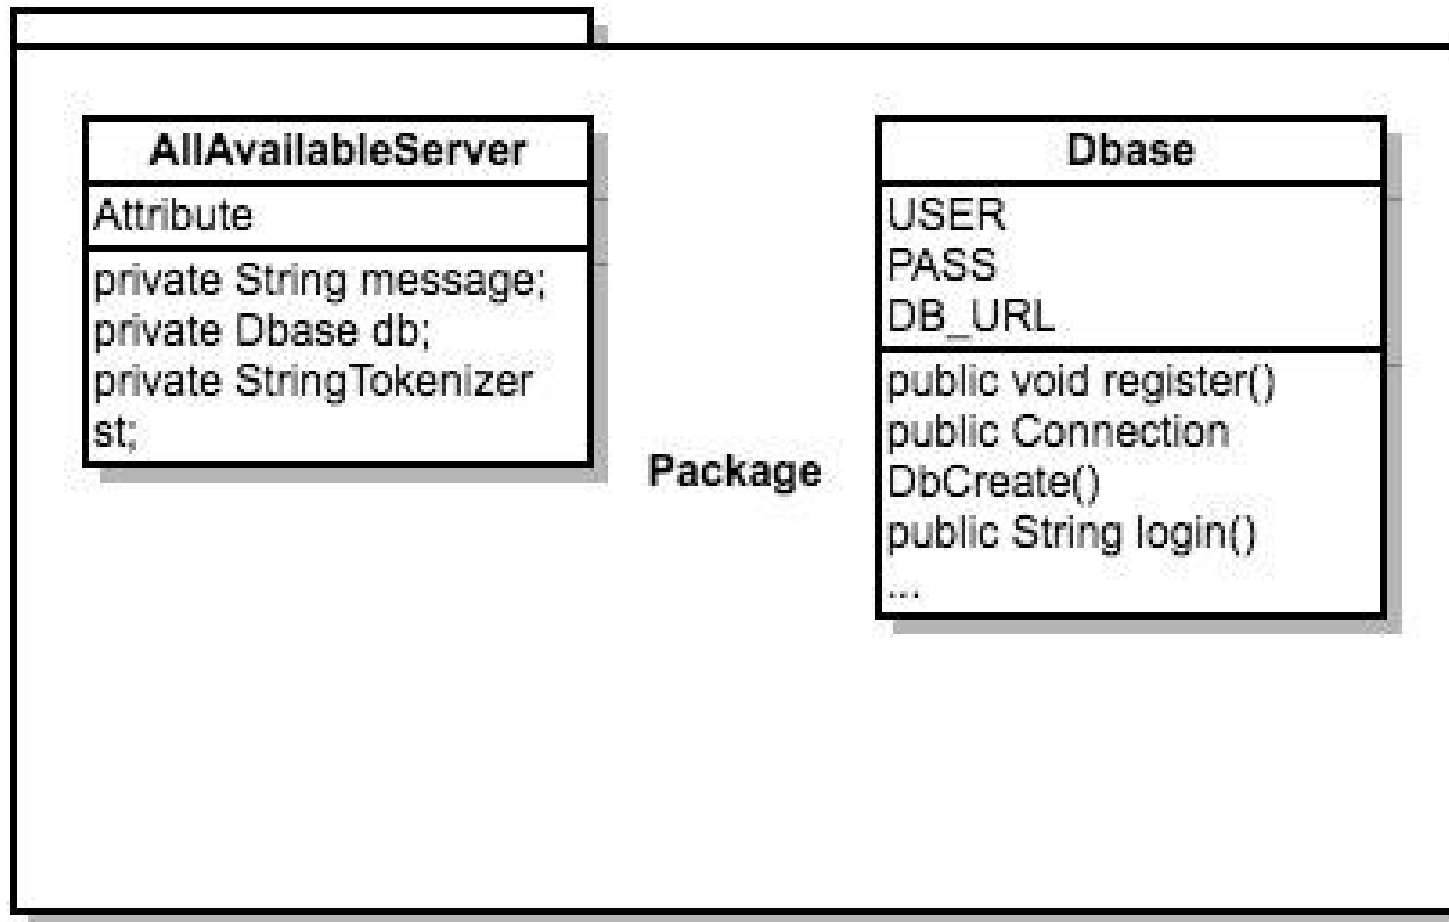 AllAvailableServer
Attribute
private String message;
private Dbase db;
private StringTokenizer
st;
Package
Dbase
USER
PASS
DB_URL
public void register()
public Connection
DbCreate()
public String login()
...